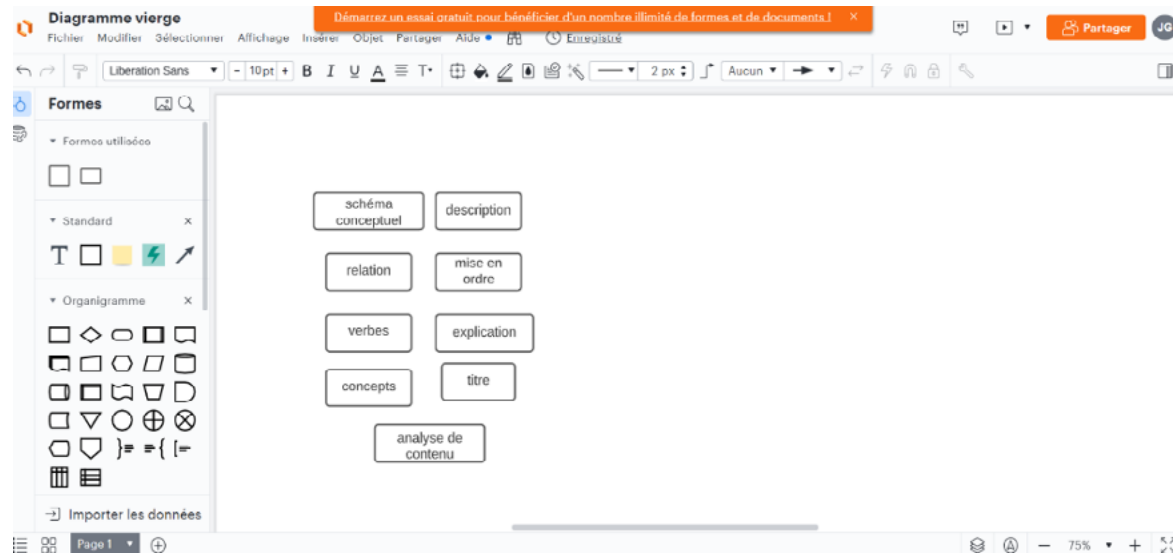 Diagramme vierge
Démarrez un essai gratuit pour bénéficier d'un nombre illimité de formes et de documents !
Fichier Modifier Sélectionner Affichage Insérer Objet Partager Aide
Enregistré
Partager
JG
Liberation Sans
- 10pt +
B I U A T
2 px
Aucun
Formes
Formes utilisées
Standard
T
Organigramme
Importer les données
schéma
conceptuel
description
relation
mise en
ordre
verbes
explication
concepts
titre
analyse de
contenu
Page 1
75%